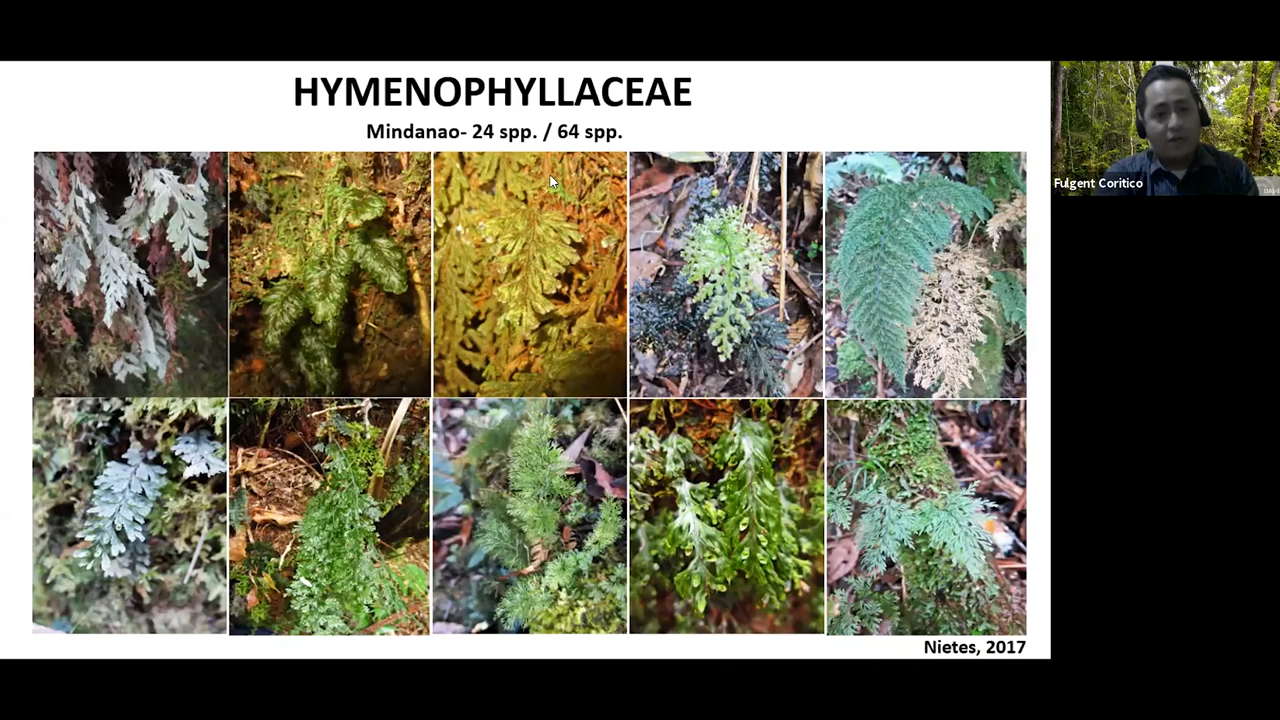 HYMENOPHYLLACEAE
Mindanao- 24 spp. / 64 spp.
Fulgent Coritico
Nietes, 2017